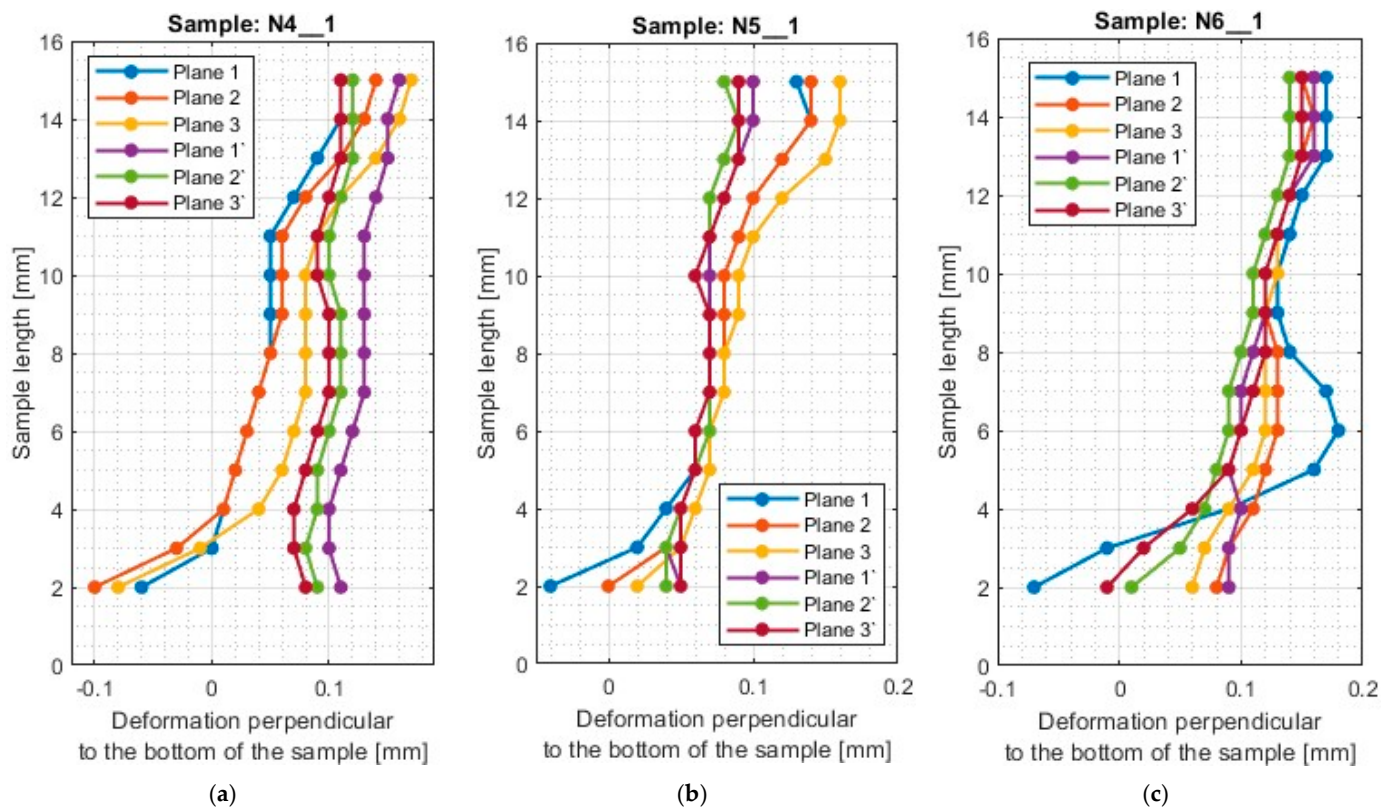 Sample: N4__1
16
14
12
10
8
6
4
2
0
-0.1
0
0.1
Sample length [mm]
Plane 1
Plane 2
Plane 3
Plane 1`
Plane 2`
Plane 3`
Deformation perpendicular
to the bottom of the sample [mm]
(a)
Sample: N5__1
16
14
12
10
8
6
4
2
0
0
0.1
0.2
Sample length [mm]
Plane 1
Plane 2
Plane 3
Plane 1`
Plane 2`
Plane 3`
Deformation perpendicular
to the bottom of the sample [mm]
(b)
Sample: N6__1
16
14
12
10
8
6
4
2
0
-0.1
0
0.1
0.2
Sample length [mm]
Plane 1
Plane 2
Plane 3
Plane 1`
Plane 2`
Plane 3`
Deformation perpendicular
to the bottom of the sample [mm]
(c)